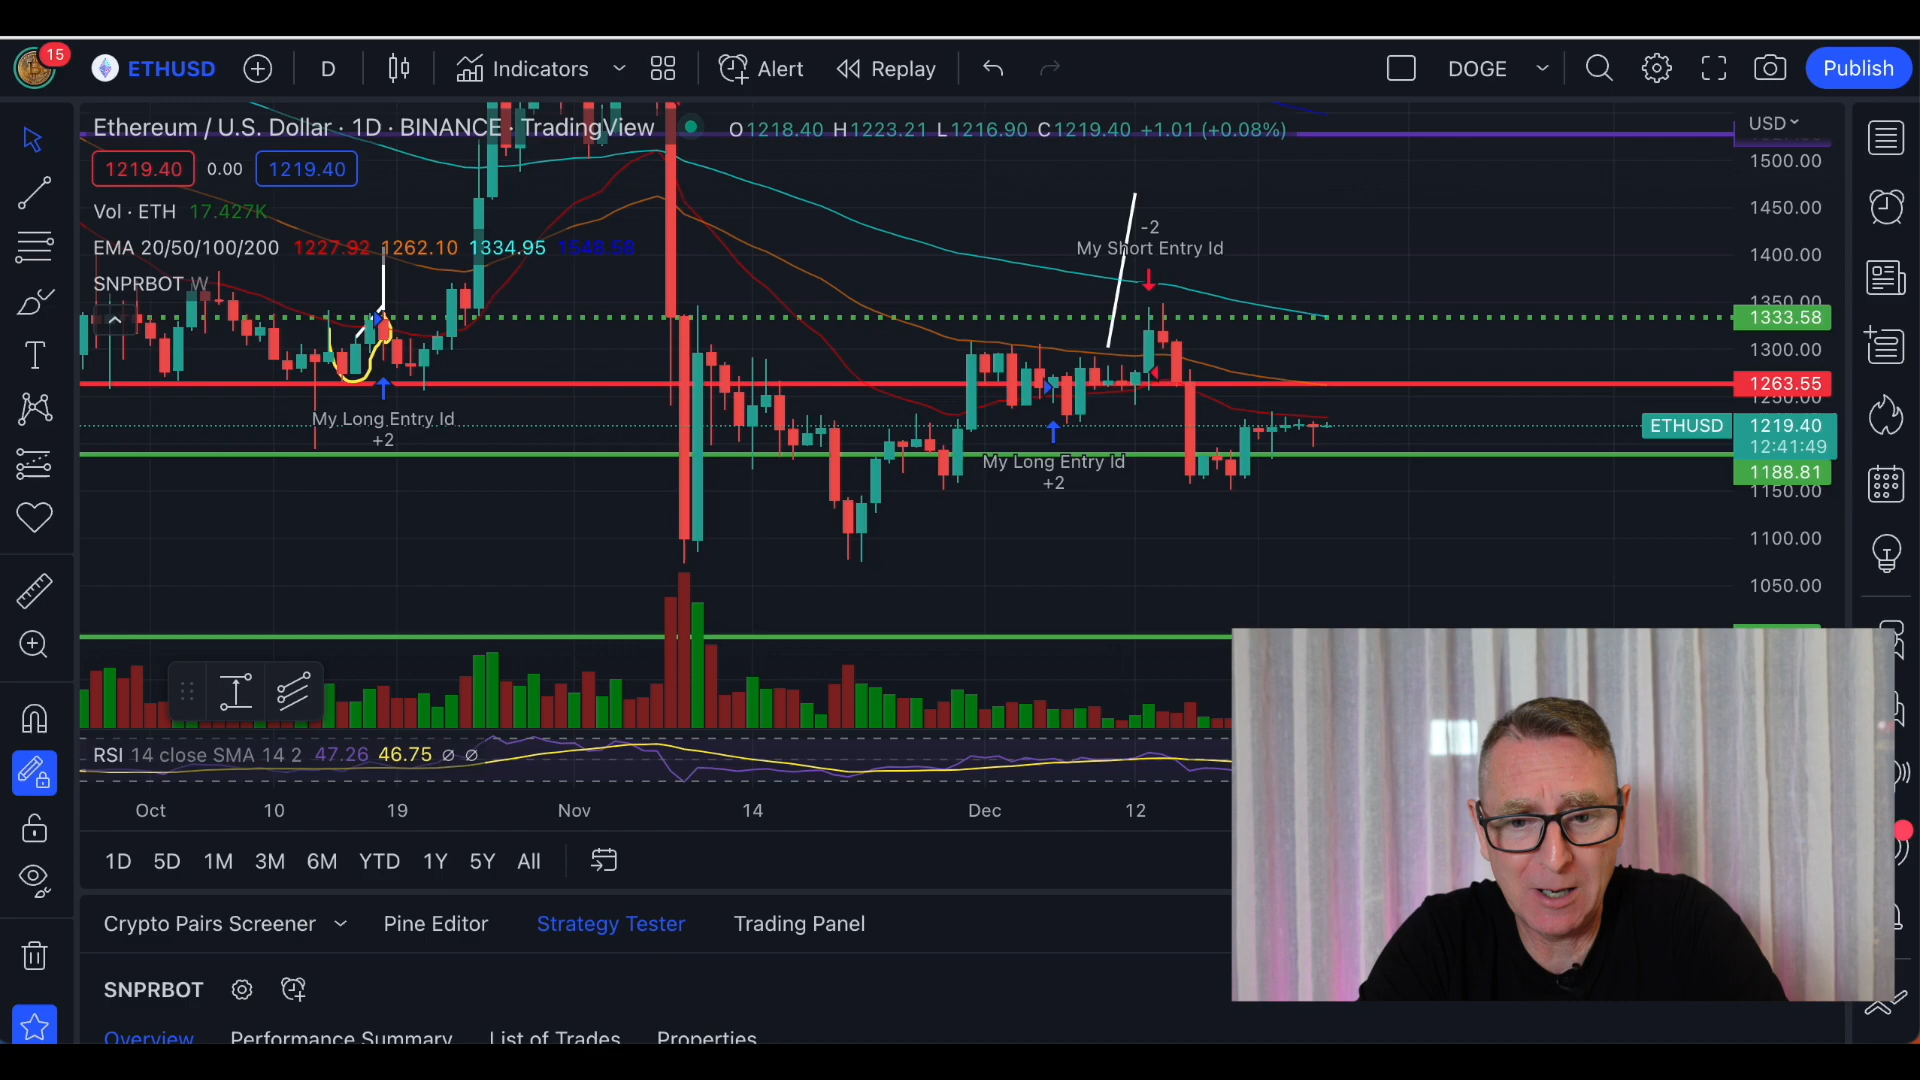 15
ETHUSD
D
Indicators
Alert
Replay
DOGE
Publish
Ethereum / U.S. Dollar · 1D · BINANCE · TradingView
O1218.40 H1223.21 L1216.90 C1219.40 +1.01 (+0.08%)
USD
1219.40 0.00 1219.40
Vol · ETH 17.427K
EMA 20/50/100/200 1227.92 1262.10 1334.95 1548.58
SNPRBOT W
1500.00
1450.00
1400.00
1350.00
1333.58
1300.00
1263.55
1250.00
ETHUSD 1219.40
12:41:49
1188.81
1150.00
1100.00
1050.00
-2
My Short Entry Id
My Long Entry Id
+2
My Long Entry Id
+2
RSI 14 close SMA 14 2 47.26 46.75 ∅ ∅
Oct 10 19 Nov 14 Dec 12
1D 5D 1M 3M 6M YTD 1Y 5Y All
Crypto Pairs Screener Pine Editor Strategy Tester Trading Panel
SNPRBOT
Overview Performance Summary List of Trades Properties